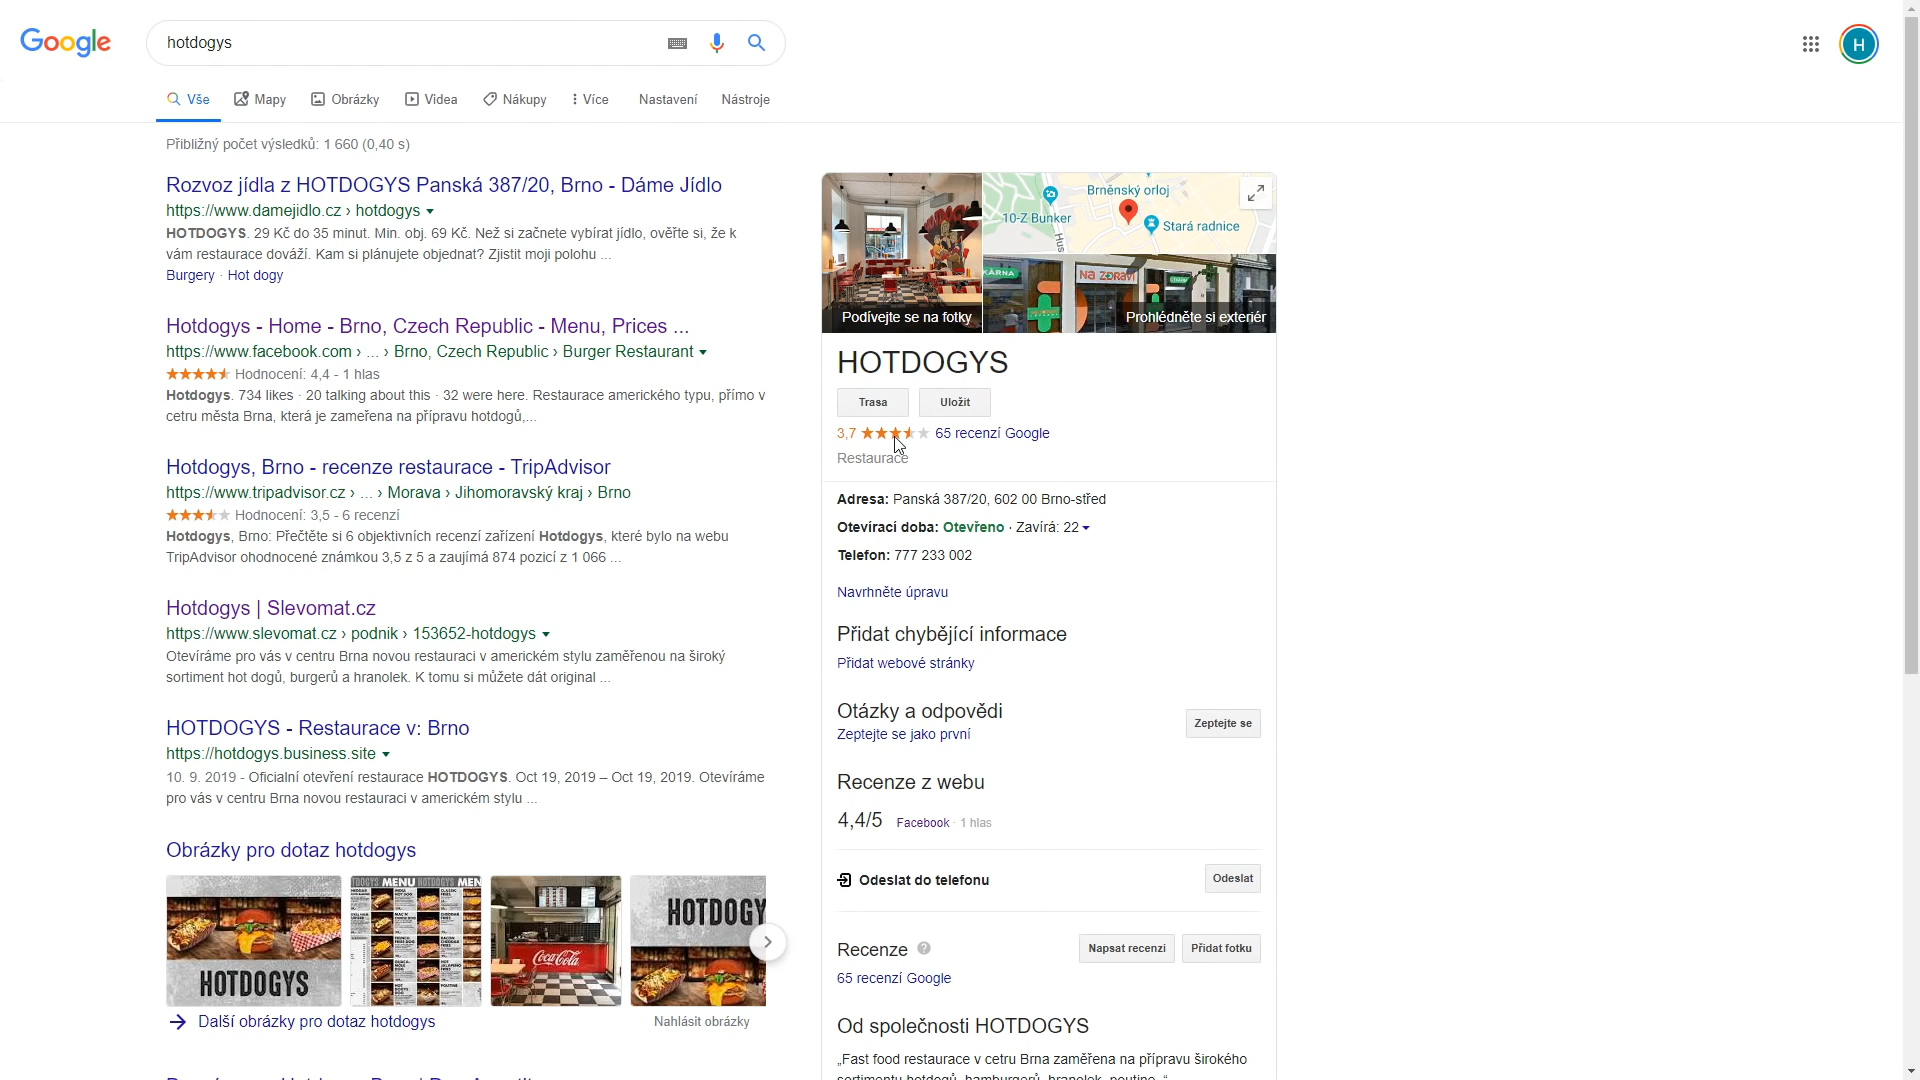 Google
hotdogys
H
Vše
Mapy
Obrázky
Videa
Nákupy
Více
Nastavení
Nástroje
Přibližný počet výsledků: 1 660 (0,40 s)
Rozvoz jídla z HOTDOGYS Panská 387/20, Brno - Dáme Jídlo
https://www.damejidlo.cz › hotdogys
HOTDOGYS. 29 Kč do 35 minut. Min. obj. 69 Kč. Než si začnete vybírat jídlo, ověřte si, že k
vám restaurace dováží. Kam si plánujete objednat? Zjistit moji polohu ...
Burgery · Hot dogy
Hotdogys - Home - Brno, Czech Republic - Menu, Prices ...
https://www.facebook.com › ... › Brno, Czech Republic › Burger Restaurant
Hodnocení: 4,4 - 1 hlas
Hotdogys. 734 likes · 20 talking about this · 32 were here. Restaurace amerického typu, přímo v
cetru města Brna, která je zaměřena na přípravu hotdogů,...
Hotdogys, Brno - recenze restaurace - TripAdvisor
https://www.tripadvisor.cz › ... › Morava › Jihomoravský kraj › Brno
Hodnocení: 3,5 - 6 recenzí
Hotdogys, Brno: Přečtěte si 6 objektivních recenzí zařízení Hotdogys, které bylo na webu
TripAdvisor ohodnocené známkou 3,5 z 5 a zaujímá 874 pozicí z 1 066 ...
Hotdogys | Slevomat.cz
https://www.slevomat.cz › podnik › 153652-hotdogys
Otevíráme pro vás v centru Brna novou restauraci v americkém stylu zaměřenou na široký
sortiment hot dogů, burgerů a hranolek. K tomu si můžete dát original ...
HOTDOGYS - Restaurace v: Brno
https://hotdogys.business.site
10. 9. 2019 - Oficialní otevření restaurace HOTDOGYS. Oct 19, 2019 – Oct 19, 2019. Otevíráme
pro vás v centru Brna novou restauraci v americkém stylu ...
Obrázky pro dotaz hotdogys
HOTDOGYS
MENU
Coca-Cola
HOTDOGY
Další obrázky pro dotaz hotdogys
Nahlásit obrázky
Podívejte se na fotky
Brněnský orloj
10-Z Bunker
Stará radnice
Hus
KÁRNA
NA ZDRAVÍ
Prohlédněte si exteriér
HOTDOGYS
Trasa
Uložit
3,7
65 recenzí Google
Restaurace
Adresa: Panská 387/20, 602 00 Brno-střed
Otevírací doba: Otevřeno · Zavírá: 22
Telefon: 777 233 002
Navrhněte úpravu
Přidat chybějící informace
Přidat webové stránky
Otázky a odpovědi
Zeptejte se
Zeptejte se jako první
Recenze z webu
4,4/5 Facebook · 1 hlas
Odeslat do telefonu
Odeslat
Recenze
Napsat recenzi
Přidat fotku
65 recenzí Google
Od společnosti HOTDOGYS
„Fast food restaurace v cetru Brna zaměřena na přípravu širokého
sortimentu hotdogů, hamburgerů, hranolek, poutine. “